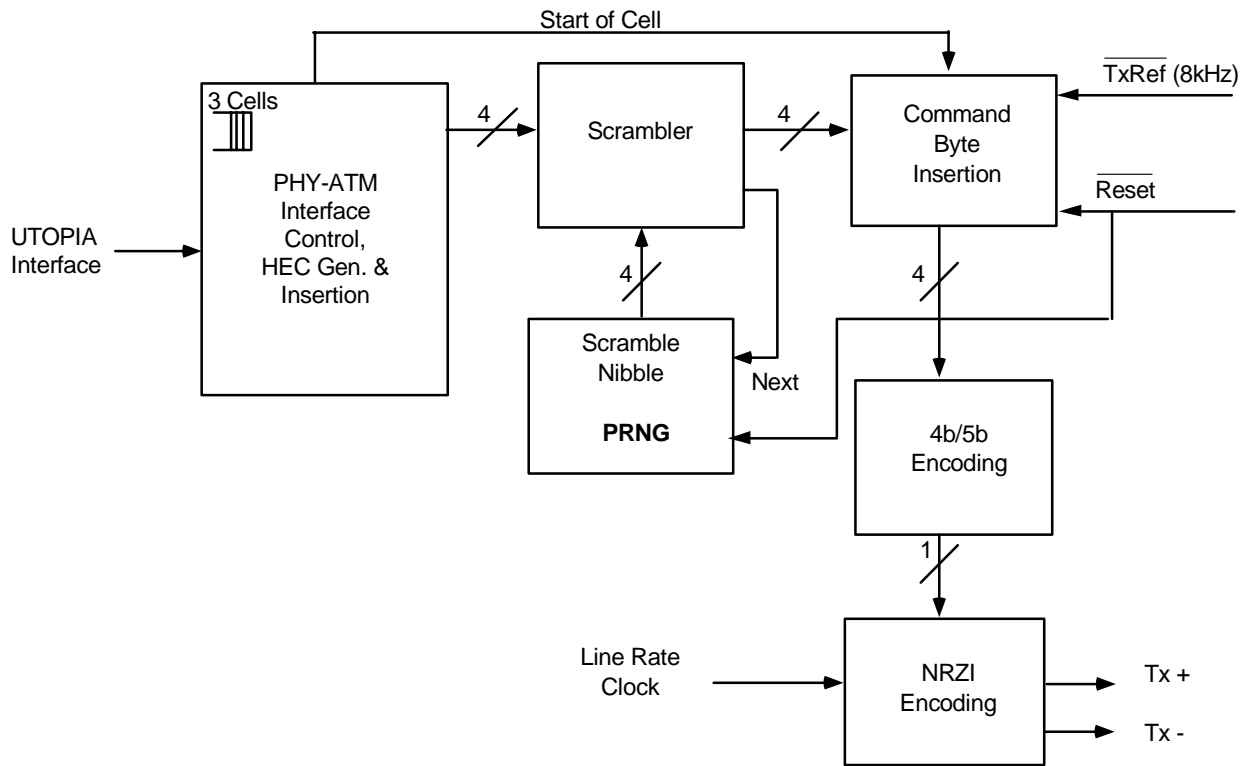 Start of Cell
TxRef (8kHz)
3 Cells
4
Scrambler
4
Command
Byte
Insertion
PHY-ATM
Interface
Control,
HEC Gen. &
Insertion
Reset
UTOPIA
Interface
4
4
Scramble
Nibble
PRNG
Next
4b/5b
Encoding
1
Line Rate
Clock
NRZI
Encoding
Tx +
Tx -